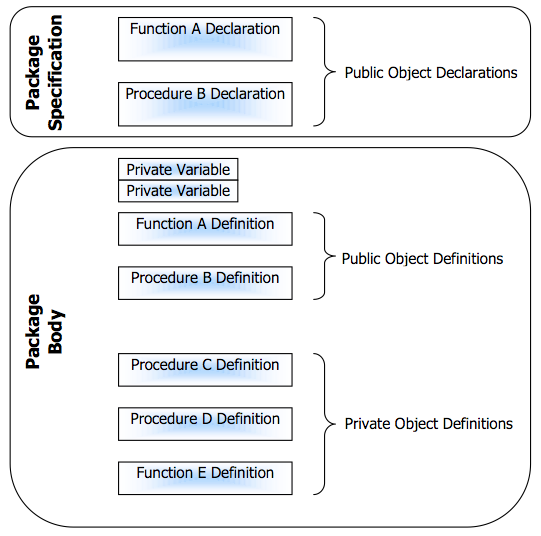 Package
Specification
Function A Declaration
Procedure B Declaration
Public Object Declarations
Package
Body
Private Variable
Private Variable
Function A Definition
Procedure B Definition
Public Object Definitions
Procedure C Definition
Procedure D Definition
Function E Definition
Private Object Definitions